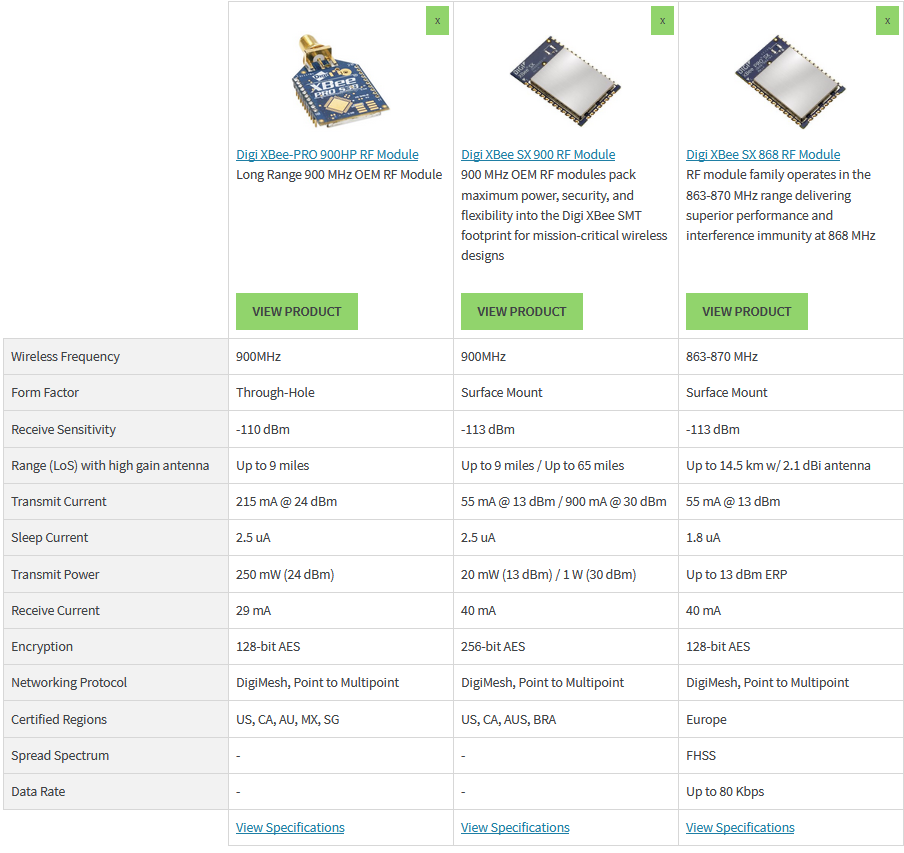 x
x
x
XBee
PRO S3B
Digi XBee-PRO 900HP RF Module
Long Range 900 MHz OEM RF Module
VIEW PRODUCT
Digi XBee SX 900 RF Module
900 MHz OEM RF modules pack
maximum power, security, and
flexibility into the Digi XBee SMT
footprint for mission-critical wireless
designs
VIEW PRODUCT
Digi XBee SX 868 RF Module
RF module family operates in the
863-870 MHz range delivering
superior performance and
interference immunity at 868 MHz
VIEW PRODUCT
Wireless Frequency 900MHz 900MHz 863-870 MHz
Form Factor Through-Hole Surface Mount Surface Mount
Receive Sensitivity -110 dBm -113 dBm -113 dBm
Range (LoS) with high gain antenna Up to 9 miles Up to 9 miles / Up to 65 miles Up to 14.5 km w/ 2.1 dBi antenna
Transmit Current 215 mA @ 24 dBm 55 mA @ 13 dBm / 900 mA @ 30 dBm 55 mA @ 13 dBm
Sleep Current 2.5 uA 2.5 uA 1.8 uA
Transmit Power 250 mW (24 dBm) 20 mW (13 dBm) / 1 W (30 dBm) Up to 13 dBm ERP
Receive Current 29 mA 40 mA 40 mA
Encryption 128-bit AES 256-bit AES 128-bit AES
Networking Protocol DigiMesh, Point to Multipoint DigiMesh, Point to Multipoint DigiMesh, Point to Multipoint
Certified Regions US, CA, AU, MX, SG US, CA, AUS, BRA Europe
Spread Spectrum - - FHSS
Data Rate - - Up to 80 Kbps
View Specifications View Specifications View Specifications